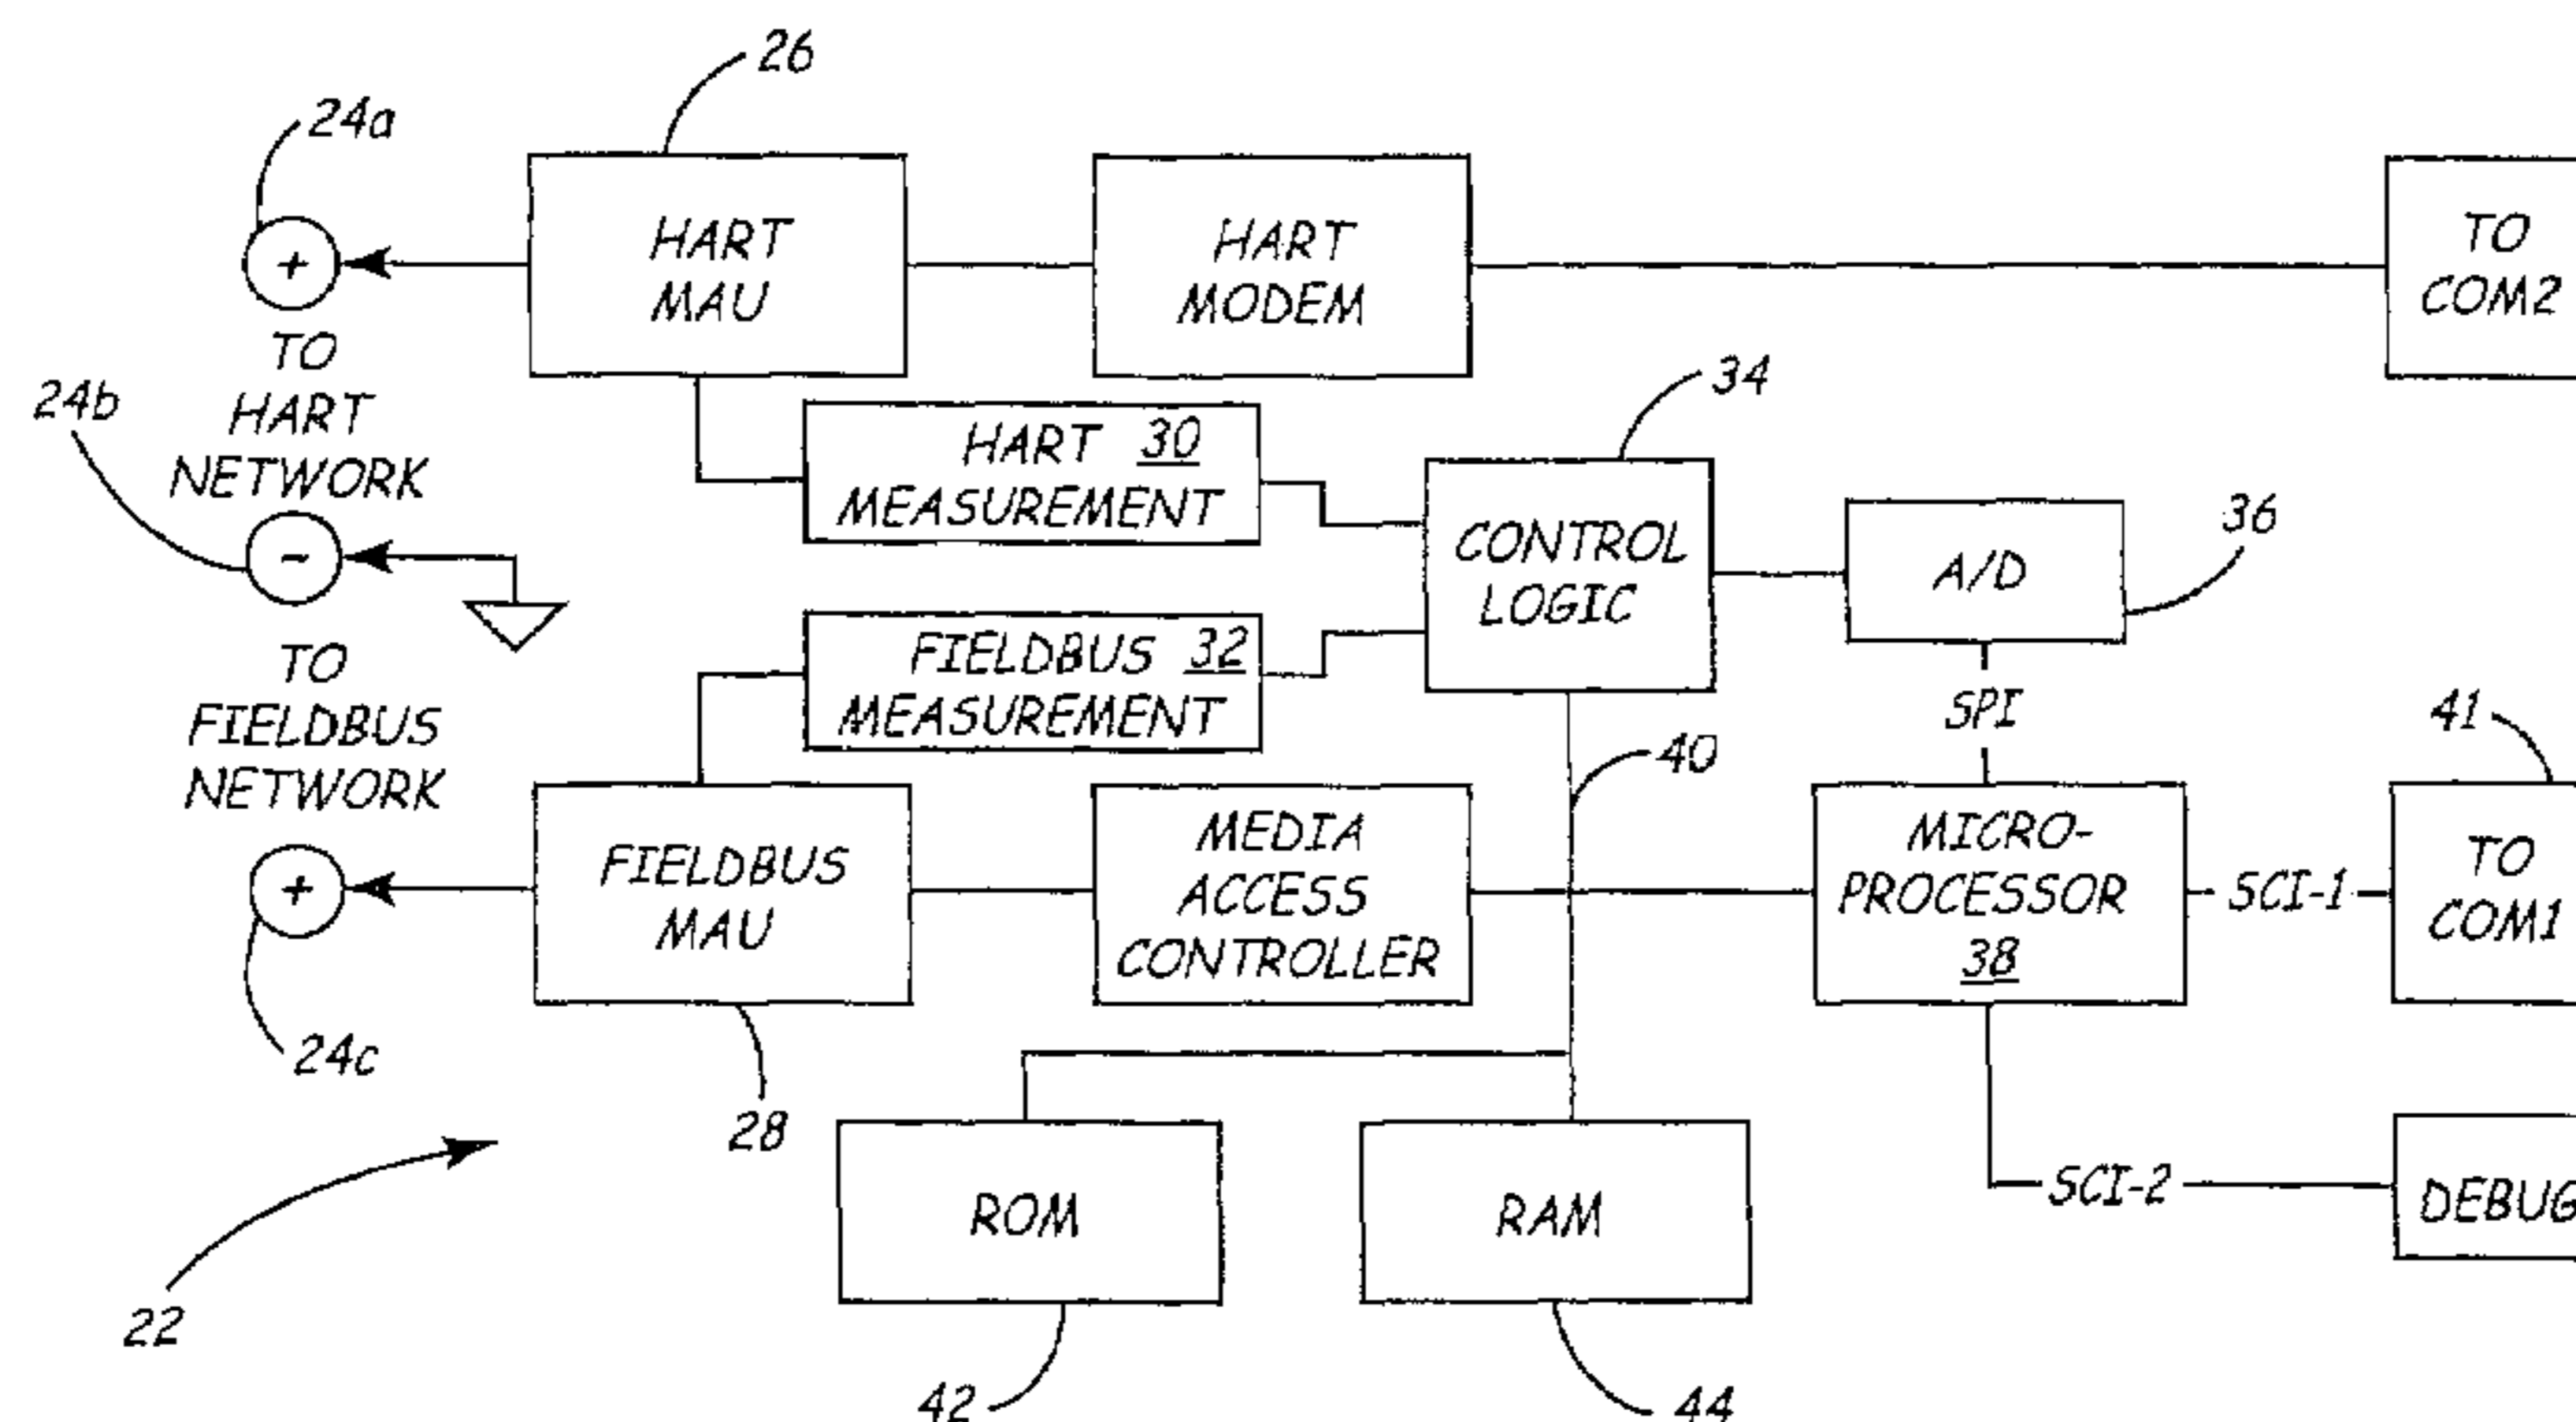 26
24a
HART
MAU
HART
MODEM
TO
COM2
+
TO
HART
NETWORK
24b
34
HART 30
MEASUREMENT
CONTROL
LOGIC
A/D
36
-
FIELDBUS 32
MEASUREMENT
TO
FIELDBUS
NETWORK
SPI
40
41
FIELDBUS
MAU
MEDIA
ACCESS
CONTROLLER
MICRO-
PROCESSOR
38
SCI-1
TO
COM1
+
24c
28
ROM
RAM
SCI-2
DEBUG
22
42
44